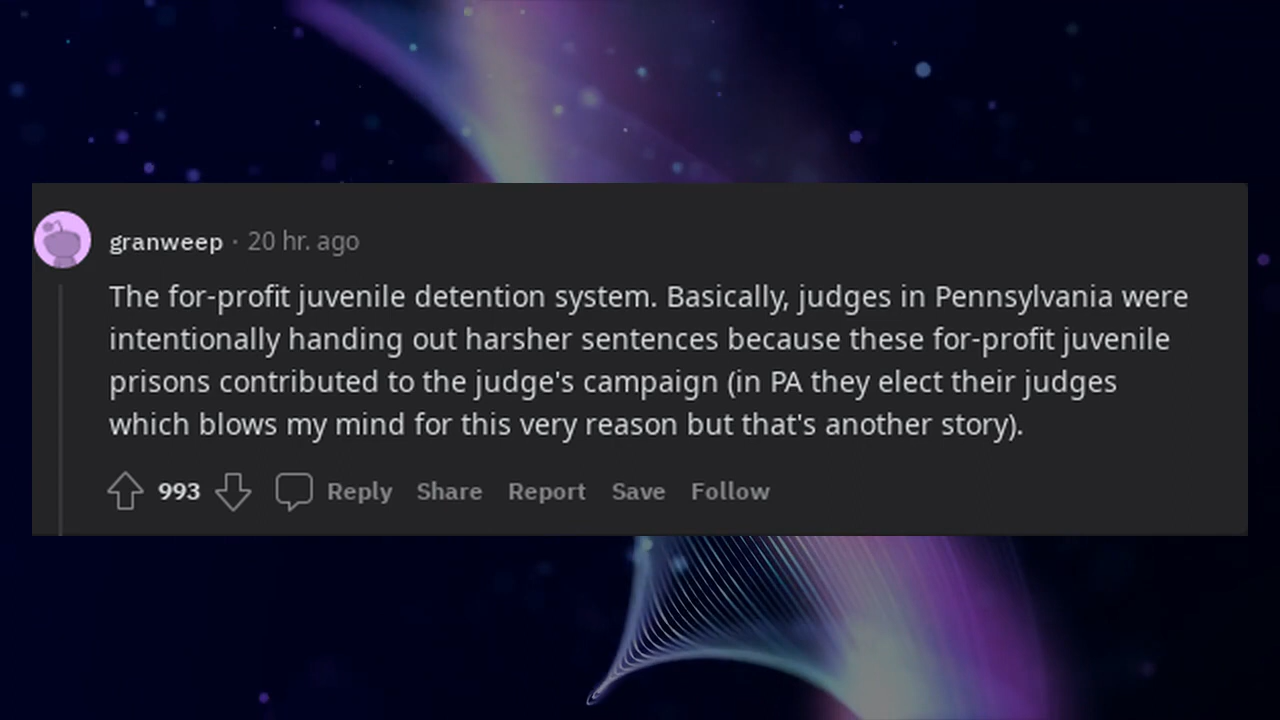 granweep · 20 hr. ago
The for-profit juvenile detention system. Basically, judges in Pennsylvania were
intentionally handing out harsher sentences because these for-profit juvenile
prisons contributed to the judge's campaign (in PA they elect their judges
which blows my mind for this very reason but that's another story).
993 Reply Share Report Save Follow